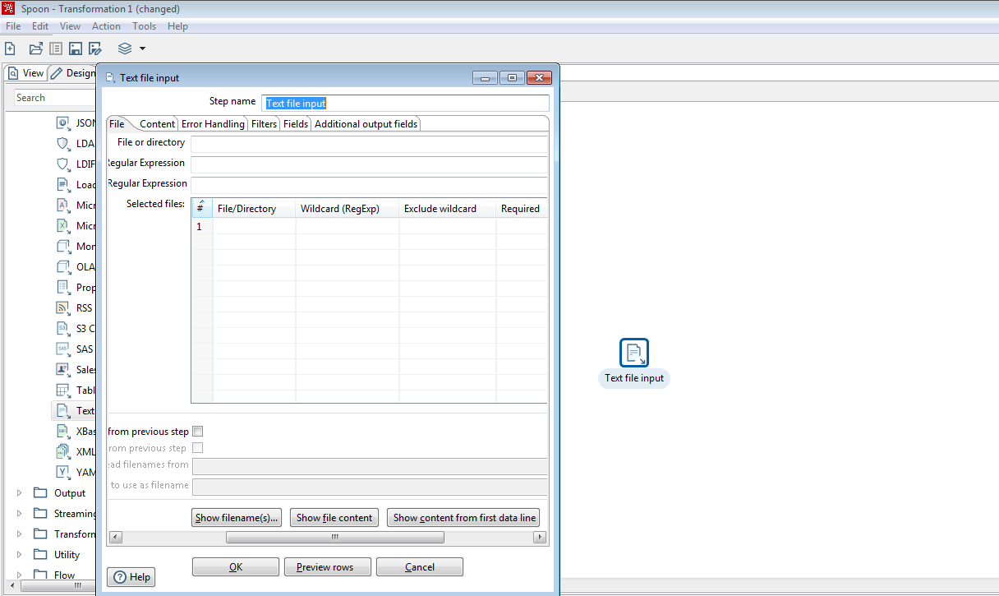 Spoon - Transformation 1 (changed)
File Edit View Action Tools Help
View Design
Search
JSON
LDA
LDIF
Load
Micr
Micr
Mon
OLA
Prop
RSS
S3 C
SAS
Sales
Tabl
Text
XBas
XML
YAM
Output
Streaming
Transform
Utility
Flow
Text file input
Step name Text file input
File Content Error Handling Filters Fields Additional output fields
File or directory
Regular Expression
Regular Expression
Selected files:
# File/Directory Wildcard (RegExp) Exclude wildcard Required
1
from previous step
rom previous step
ad filenames from
to use as filename
Show filename(s)... Show file content Show content from first data line
OK Preview rows Cancel
Help
Text file input